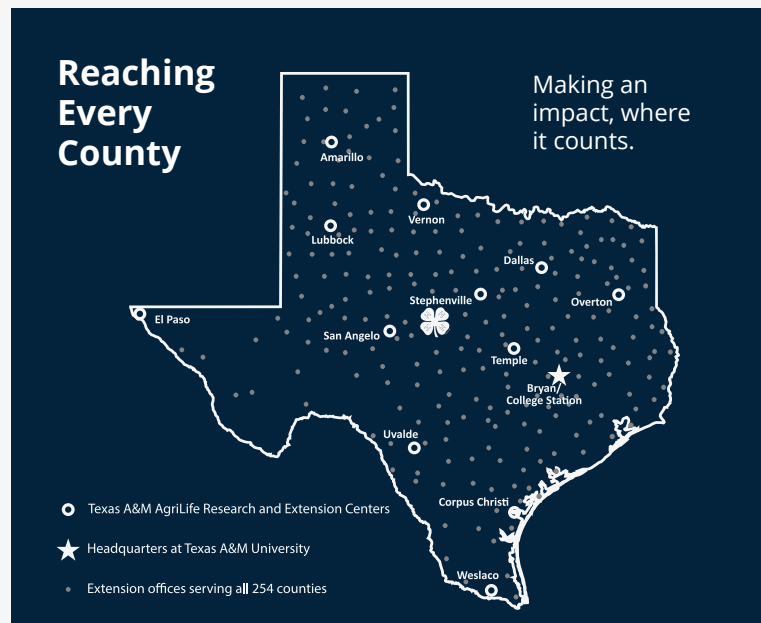 Reaching
Every
County
Making an
impact, where
it counts.
Amarillo
Vernon
Lubbock
Dallas
Stephenville
Overton
El Paso
San Angelo
Temple
Bryan/
College Station
Uvalde
Corpus Christi
Weslaco
Texas A&M AgriLife Research and Extension Centers
Headquarters at Texas A&M University
Extension offices serving all 254 counties